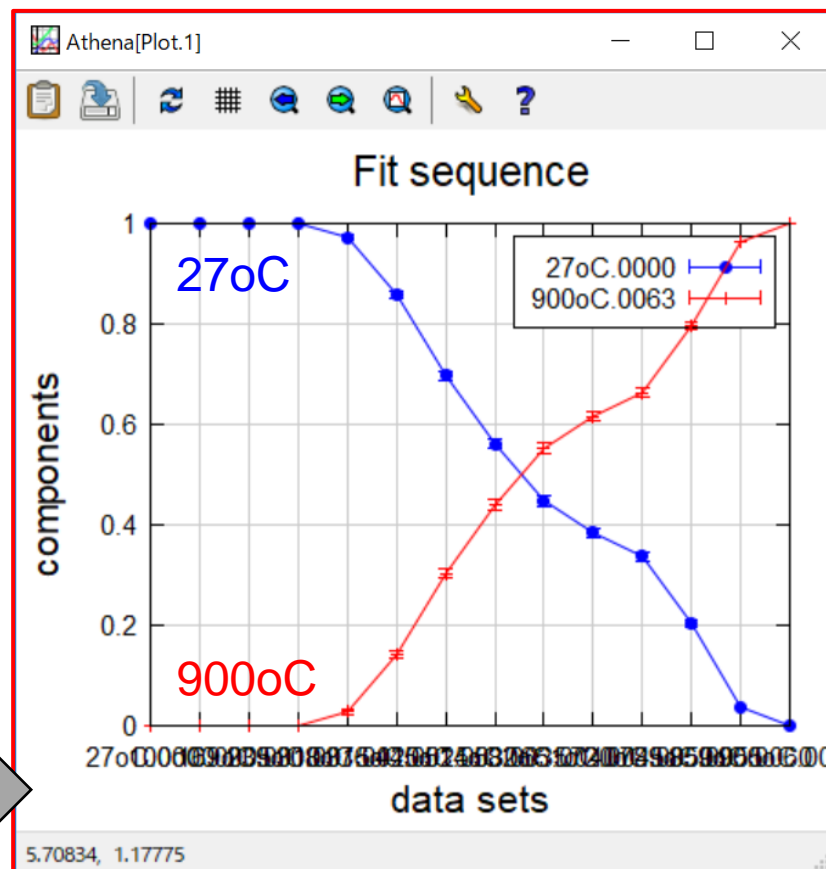 Athena[Plot.1]
Fit sequence
27oC.0000
900oC.0063
27oC
900oC
components
1
0.8
0.6
0.4
0.2
0
data sets
5.70834, 1.17775